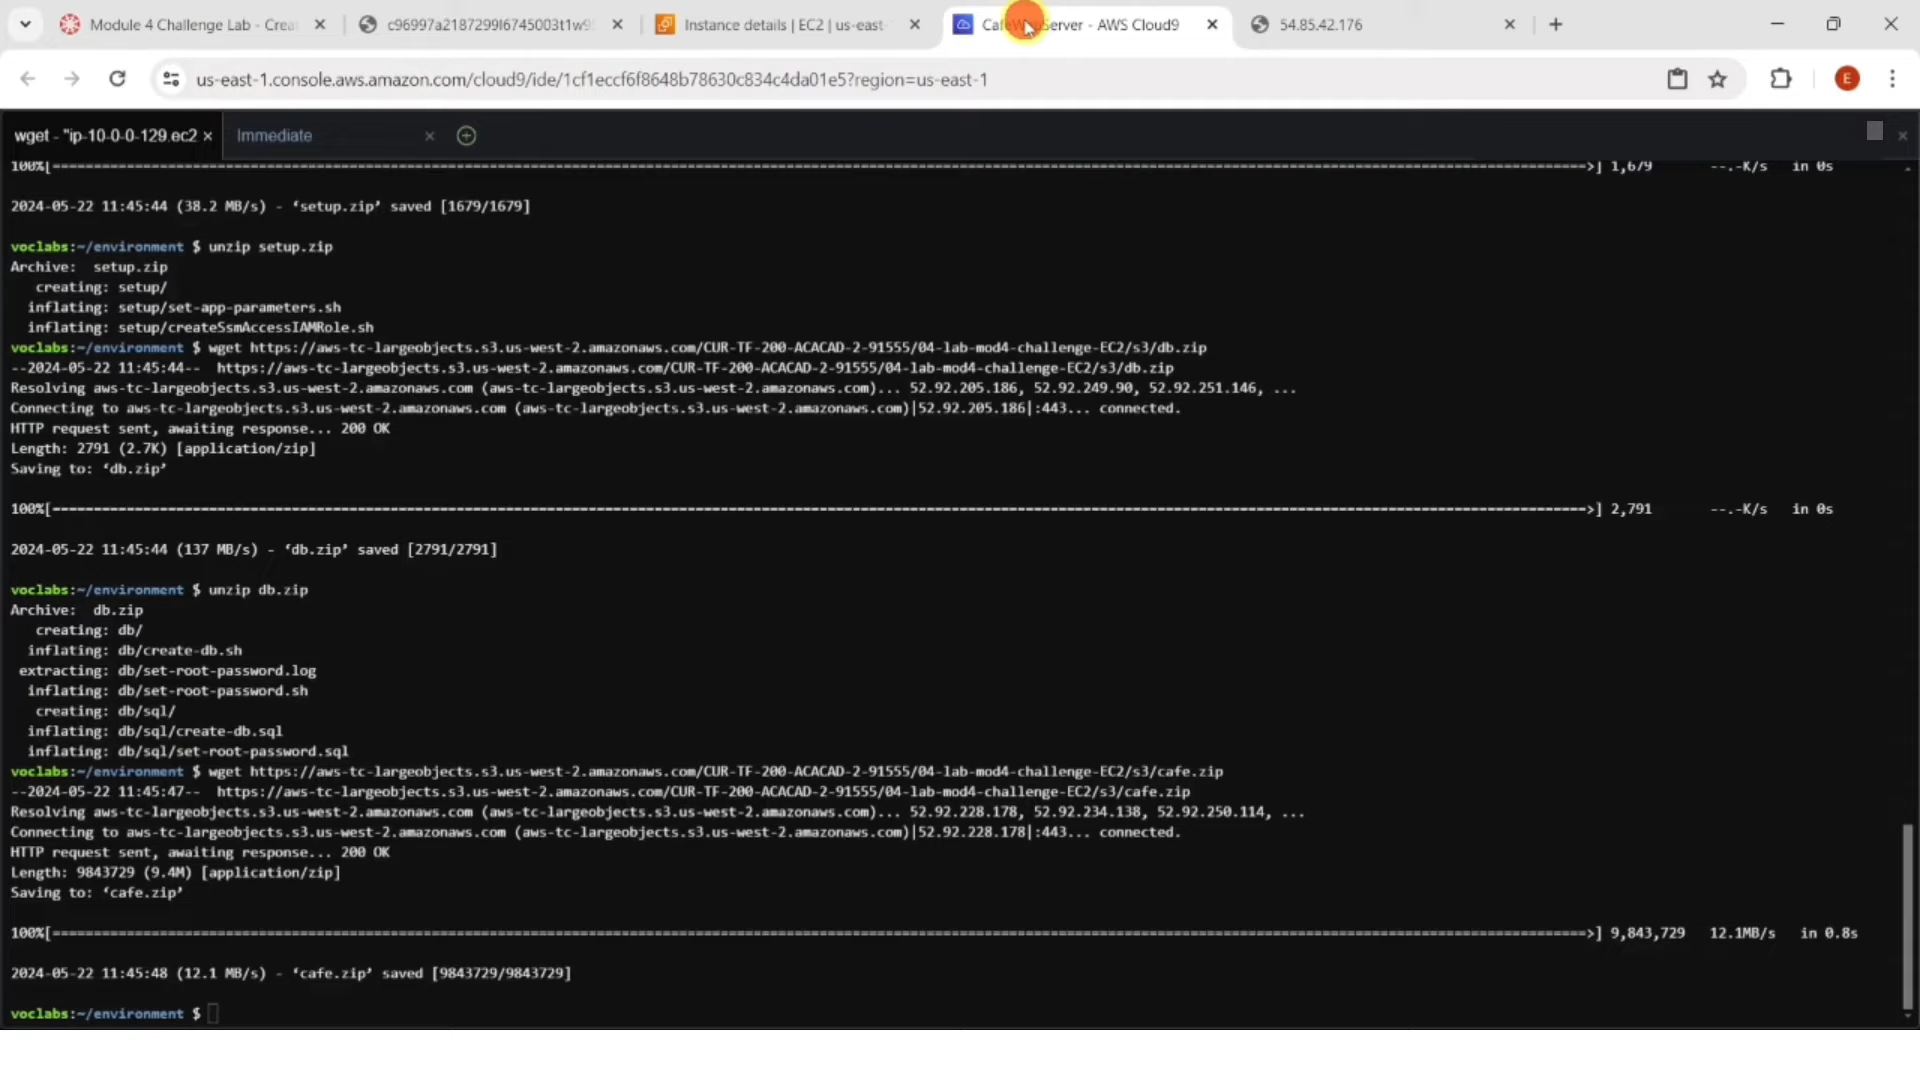 Module 4 Challenge Lab - Crea
c96997a2187299l6745003t1w9
Instance details | EC2 | us-east-
Server - AWS Cloud9
54.85.42.176
us-east-1.console.aws.amazon.com/cloud9/ide/1cf1eccf6f8648b78630c834c4da01e5?region=us-east-1
E
wget - "ip-10-0-0-129.ec2
Immediate
100%[=>] 1,679 --.-K/s in 0s
2024-05-22 11:45:44 (38.2 MB/s) - ‘setup.zip’ saved [1679/1679]
voclabs:~/environment $ unzip setup.zip
Archive: setup.zip
creating: setup/
inflating: setup/set-app-parameters.sh
inflating: setup/createSsmAccessIAMRole.sh
voclabs:~/environment $ wget https://aws-tc-largeobjects.s3.us-west-2.amazonaws.com/CUR-TF-200-ACACAD-2-91555/04-lab-mod4-challenge-EC2/s3/db.zip
--2024-05-22 11:45:44-- https://aws-tc-largeobjects.s3.us-west-2.amazonaws.com/CUR-TF-200-ACACAD-2-91555/04-lab-mod4-challenge-EC2/s3/db.zip
Resolving aws-tc-largeobjects.s3.us-west-2.amazonaws.com (aws-tc-largeobjects.s3.us-west-2.amazonaws.com)... 52.92.205.186, 52.92.249.90, 52.92.251.146, ...
Connecting to aws-tc-largeobjects.s3.us-west-2.amazonaws.com (aws-tc-largeobjects.s3.us-west-2.amazonaws.com)|52.92.205.186|:443... connected.
HTTP request sent, awaiting response... 200 OK
Length: 2791 (2.7K) [application/zip]
Saving to: ‘db.zip’
100%[=>] 2,791 --.-K/s in 0s
2024-05-22 11:45:44 (137 MB/s) - ‘db.zip’ saved [2791/2791]
voclabs:~/environment $ unzip db.zip
Archive: db.zip
creating: db/
inflating: db/create-db.sh
extracting: db/set-root-password.log
inflating: db/set-root-password.sh
creating: db/sql/
inflating: db/sql/create-db.sql
inflating: db/sql/set-root-password.sql
voclabs:~/environment $ wget https://aws-tc-largeobjects.s3.us-west-2.amazonaws.com/CUR-TF-200-ACACAD-2-91555/04-lab-mod4-challenge-EC2/s3/cafe.zip
--2024-05-22 11:45:47-- https://aws-tc-largeobjects.s3.us-west-2.amazonaws.com/CUR-TF-200-ACACAD-2-91555/04-lab-mod4-challenge-EC2/s3/cafe.zip
Resolving aws-tc-largeobjects.s3.us-west-2.amazonaws.com (aws-tc-largeobjects.s3.us-west-2.amazonaws.com)... 52.92.228.178, 52.92.234.138, 52.92.250.114, ...
Connecting to aws-tc-largeobjects.s3.us-west-2.amazonaws.com (aws-tc-largeobjects.s3.us-west-2.amazonaws.com)|52.92.228.178|:443... connected.
HTTP request sent, awaiting response... 200 OK
Length: 9843729 (9.4M) [application/zip]
Saving to: ‘cafe.zip’
100%[=>] 9,843,729 12.1MB/s in 0.8s
2024-05-22 11:45:48 (12.1 MB/s) - ‘cafe.zip’ saved [9843729/9843729]
voclabs:~/environment $